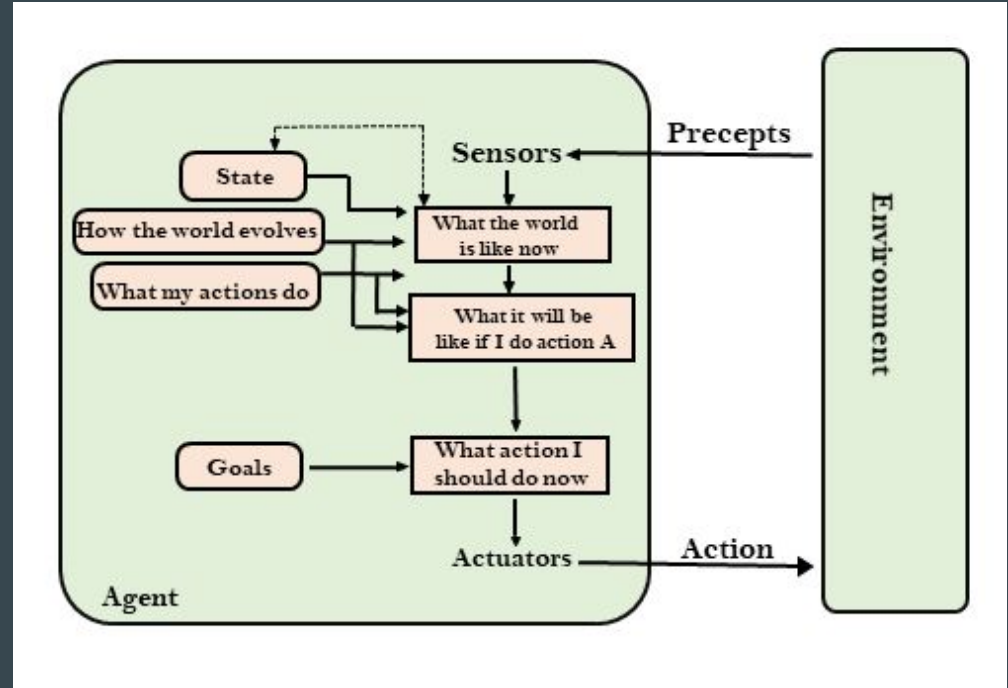 Precepts
Sensors
State
What the world
is like now
How the world evolves
What my actions do
What it will be
like if I do action A
Environment
Goals
What action I
should do now
Actuators
Action
Agent